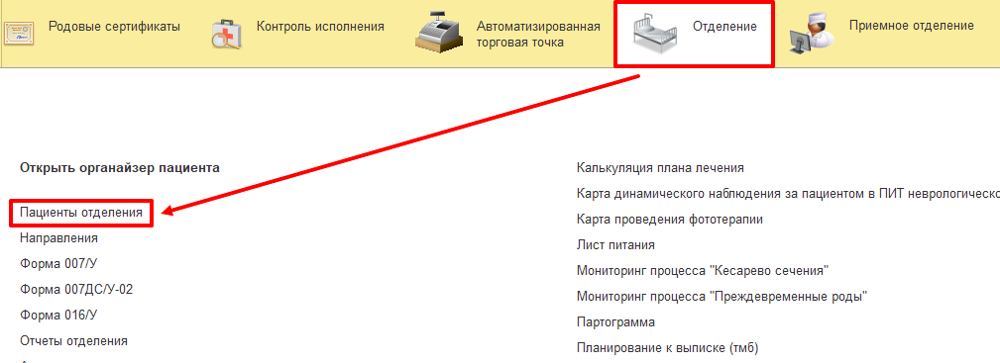 Родовые сертификаты
Контроль исполнения
Автоматизированная
торговая точка
Отделение
Приемное отделение
Открыть органайзер пациента
Пациенты отделения
Направления
Форма 007/У
Форма 007ДС/У-02
Форма 016/У
Отчеты отделения
Калькуляция плана лечения
Карта динамического наблюдения за пациентом в ПИТ неврологическо
Карта проведения фототерапии
Лист питания
Мониторинг процесса "Кесарево сечения"
Мониторинг процесса "Преждевременные роды"
Партограмма
Планирование к выписке (тмб)